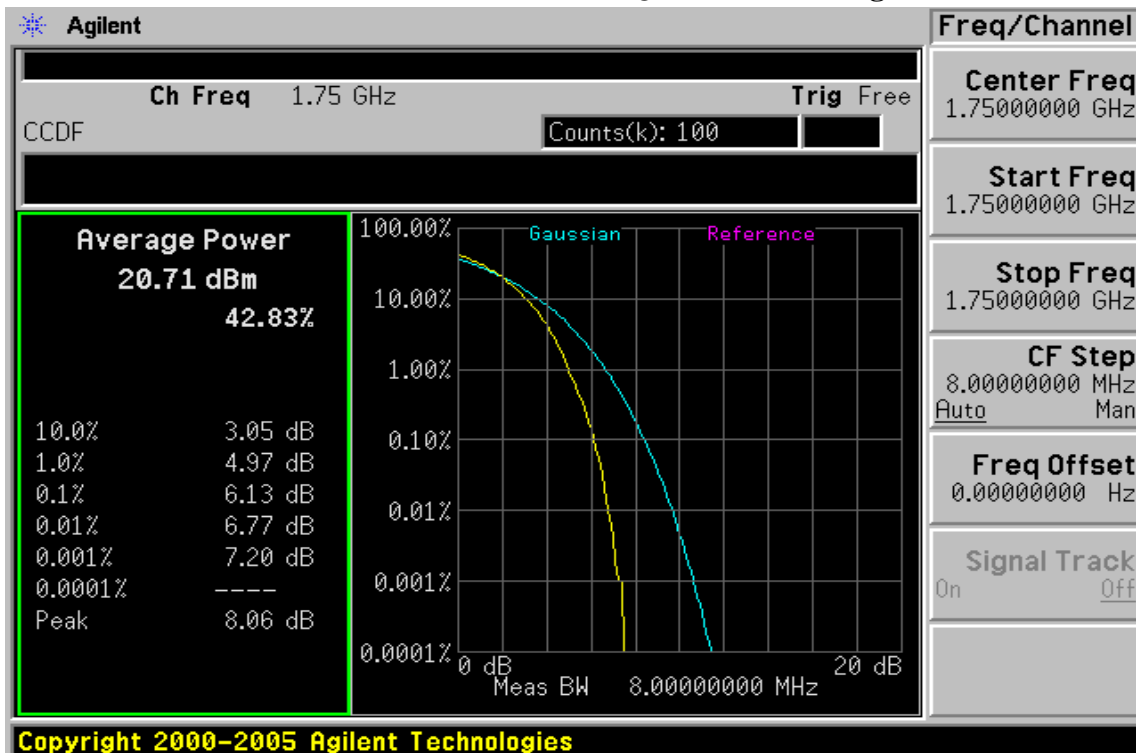 Agilent
Freq/Channel
Ch Freq 1.75 GHz
Trig Free
CCDF
Counts(k): 100
Average Power
20.71 dBm
42.83%
10.0% 3.05 dB
1.0% 4.97 dB
0.1% 6.13 dB
0.01% 6.77 dB
0.001% 7.20 dB
0.0001% ----
Peak 8.06 dB
Gaussian
Reference
100.00%
10.00%
1.00%
0.10%
0.01%
0.001%
0.0001%
0 dB
20 dB
Meas BW 8.00000000 MHz
Center Freq
1.75000000 GHz
Start Freq
1.75000000 GHz
Stop Freq
1.75000000 GHz
CF Step
8.00000000 MHz
Auto Man
Freq Offset
0.00000000 Hz
Signal Track
On Off
Copyright 2000-2005 Agilent Technologies